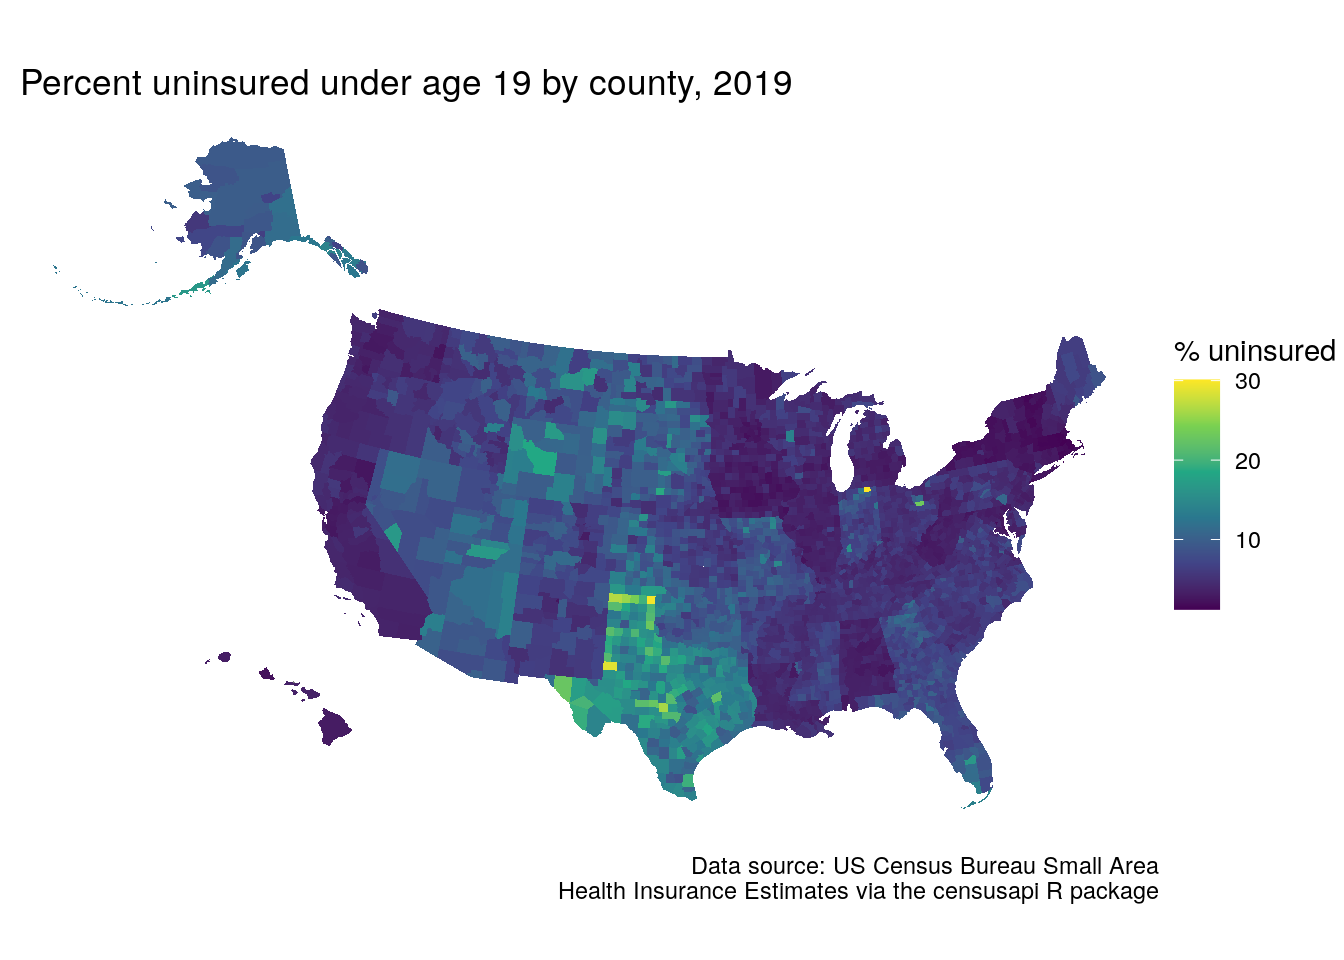 Percent uninsured under age 19 by county, 2019
% uninsured
30
20
10
Data source: US Census Bureau Small Area
Health Insurance Estimates via the censusapi R package